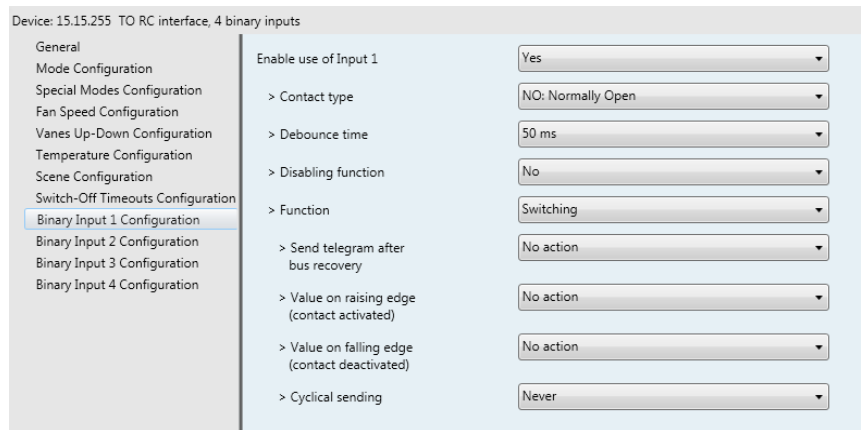 Device: 15.15.255  TO RC interface, 4 binary inputs
General
Mode Configuration
Special Modes Configuration
Fan Speed Configuration
Vanes Up-Down Configuration
Temperature Configuration
Scene Configuration
Switch-Off Timeouts Configuration
Binary Input 1 Configuration
Binary Input 2 Configuration
Binary Input 3 Configuration
Binary Input 4 Configuration
Enable use of Input 1 Yes
> Contact type NO: Normally Open
> Debounce time 50 ms
> Disabling function No
> Function Switching
> Send telegram after No action
bus recovery
> Value on raising edge No action
(contact activated)
> Value on falling edge No action
(contact deactivated)
> Cyclical sending Never